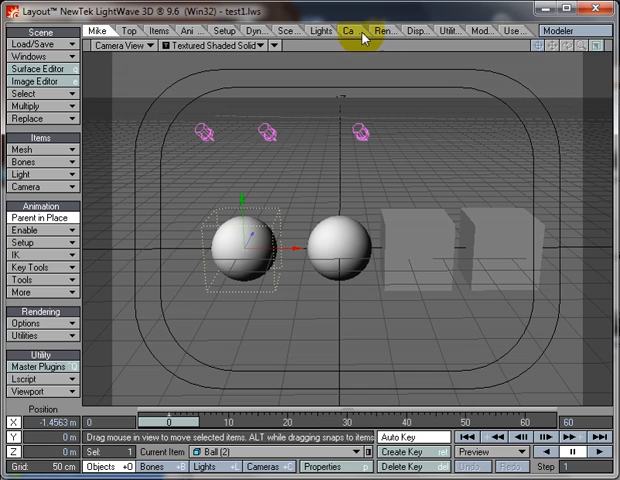 Layout™ NewTek LightWave 3D ® 9.6 (Win32) - test1.lws
Mike Top Items Ani ... Setup Dyn... Sce... Lights Ca ... Ren... Disp... Utilit... Mod... Use ... Modeler
Camera View Textured Shaded Solid
Scene
Load/Save
Windows
Surface Editor
Image Editor
Select
Multiply
Replace
Items
Mesh
Bones
Light
Camera
Animation
Parent in Place
Enable
Setup
IK
Key Tools
Tools
More
Rendering
Options
Utilities
Utility
Master Plugins Q
Lscript
Viewport
Position
X -1.4563 m
Y 0 m
Z 0 m
Grid: 50 cm
0 0 10 20 30 40 50 60 60
Drag mouse in view to move selected items. ALT while dragging snaps to items
Sel: 1 Current Item Ball (2)
Objects +O Bones +B Lights +L Cameras +C Properties p
Auto Key
Create Key ret
Delete Key del
Preview
Undo Redo Step 1